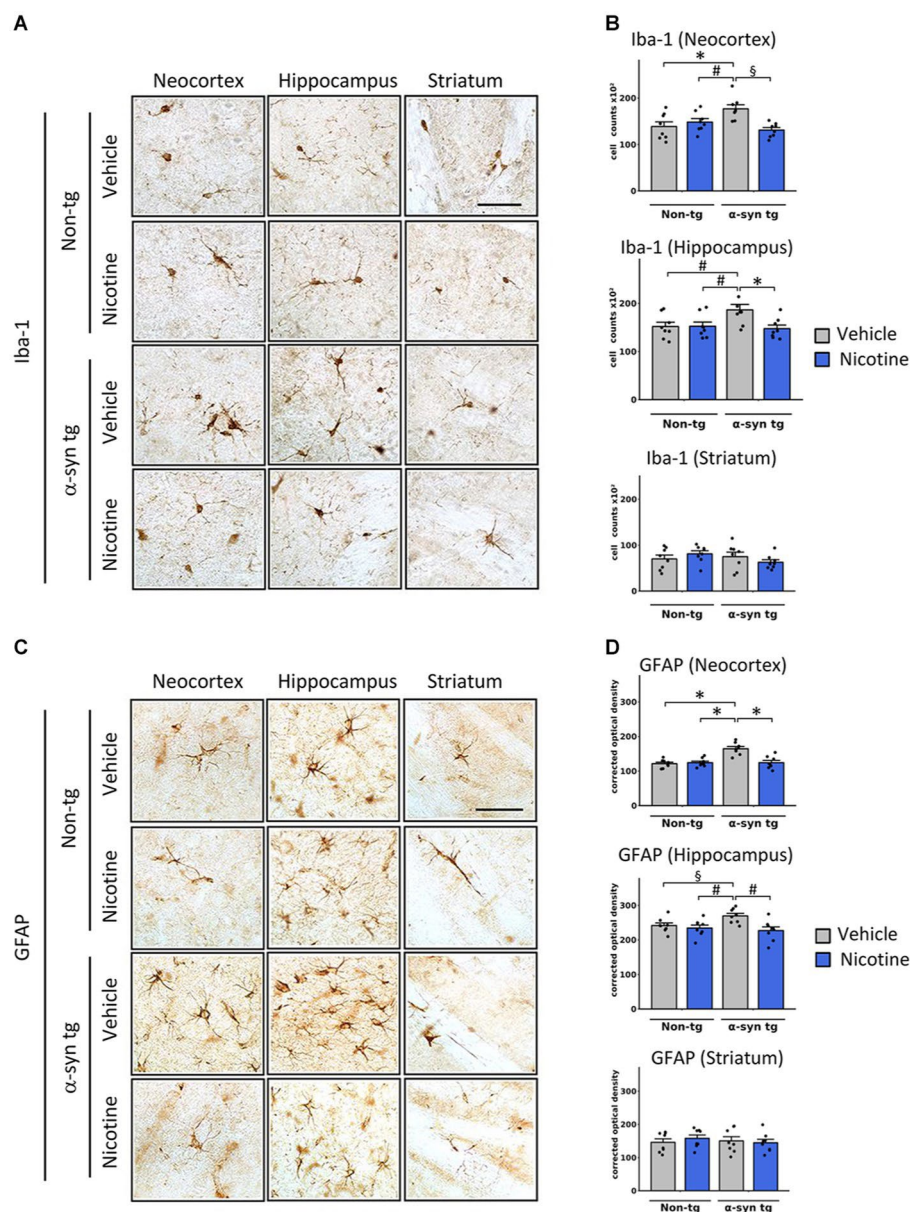 A
Neocortex Hippocampus Striatum
Iba-1
Non-tg
Vehicle
Nicotine
α-syn tg
Vehicle
Nicotine
B
Iba-1 (Neocortex)
* # §
cell counts x10²
200
100
0
Non-tg α-syn tg
Iba-1 (Hippocampus)
# # *
cell counts x10²
200
100
0
Non-tg α-syn tg
Vehicle
Nicotine
Iba-1 (Striatum)
cell counts x10²
200
100
0
Non-tg α-syn tg
C
Neocortex Hippocampus Striatum
GFAP
Non-tg
Vehicle
Nicotine
α-syn tg
Vehicle
Nicotine
D
GFAP (Neocortex)
* * *
corrected optical density
300
200
100
0
Non-tg α-syn tg
GFAP (Hippocampus)
§ # #
corrected optical density
300
200
100
0
Non-tg α-syn tg
Vehicle
Nicotine
GFAP (Striatum)
corrected optical density
300
200
100
0
Non-tg α-syn tg